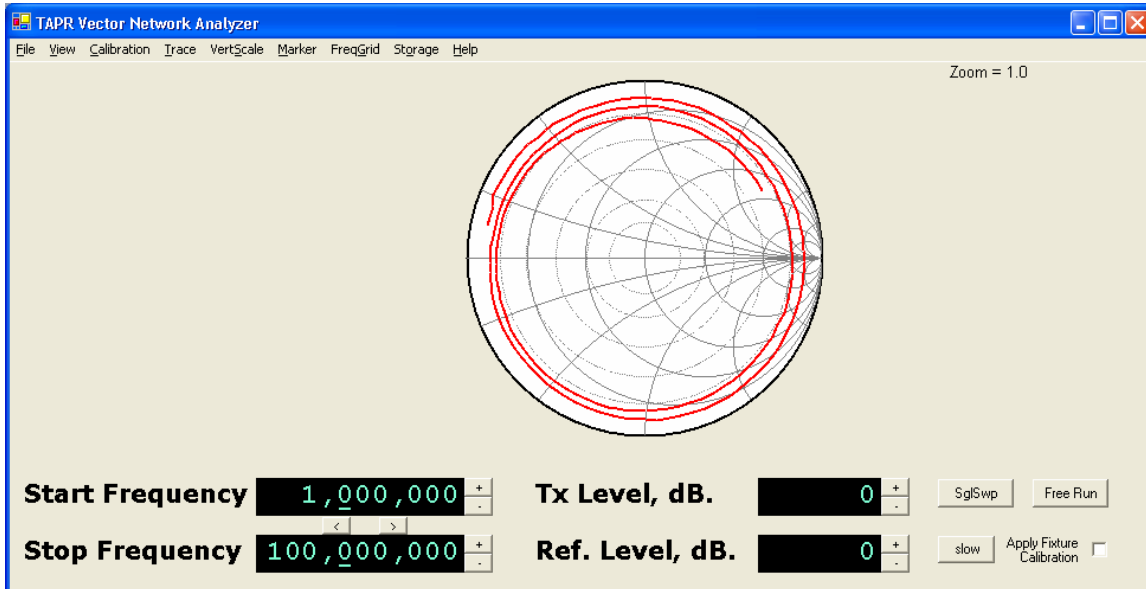 TAPR Vector Network Analyzer
File View Calibration Trace VertScale Marker FreqGrid Storage Help
Zoom = 1.0
Start Frequency 1,000,000 + - Tx Level, dB. 0 + - SglSwp Free Run
< >
Stop Frequency 100,000,000 + - Ref. Level, dB. 0 + - slow Apply Fixture
Calibration